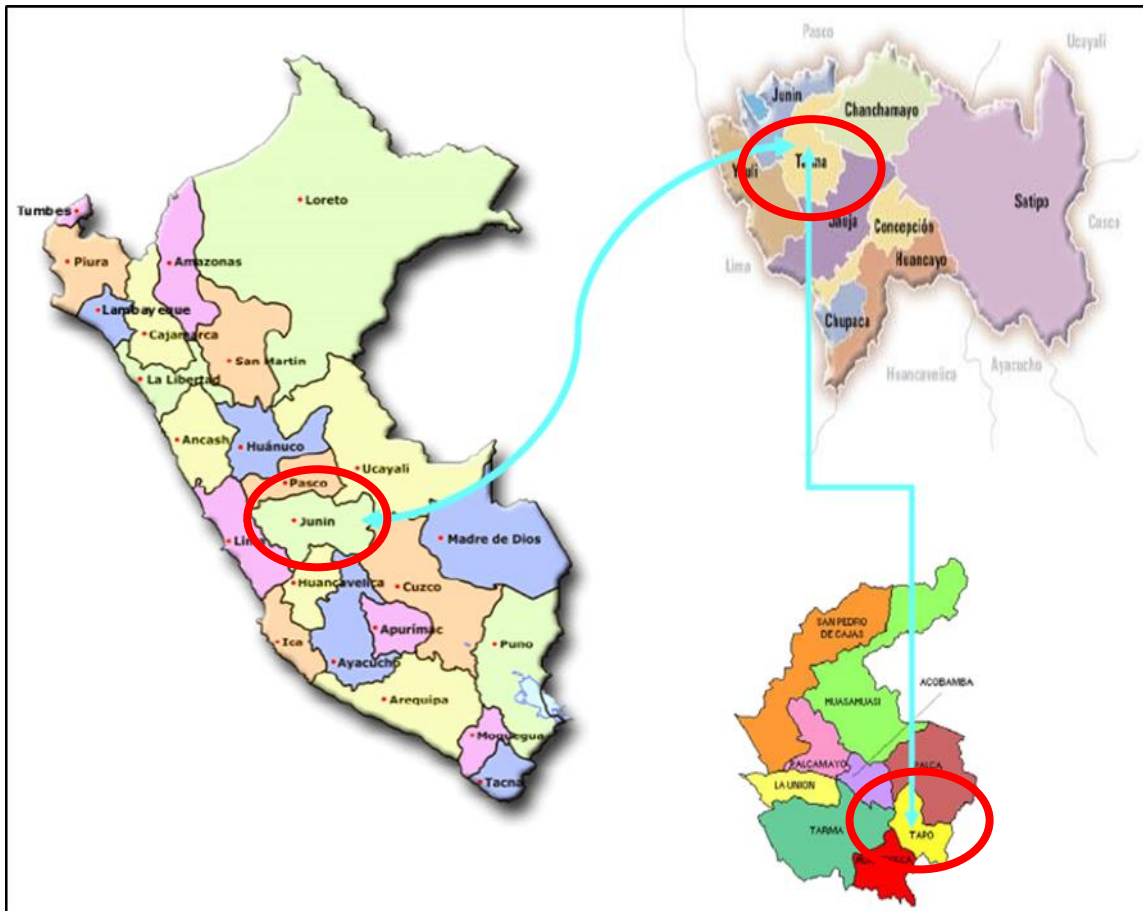 Tumbes
Piura
Lambayeque
Cajamarca
Amazonas
Loreto
San Martín
La Libertad
Ancash
Huánuco
Ucayali
Pasco
Junin
Lima
Madre de Dios
Huancavelica
Cuzco
Ica
Ayacucho
Apurímac
Puno
Arequipa
Moquegua
Tacna
Pasco
Ucayali
Junin
Chanchamayo
Tarma
Yauli
Jauja
Concepción
Satipo
Cusco
Lima
Huancayo
Chupaca
Huancavelica
Ayacucho
SAN PEDRO
DE CAJAS
ACOBAMBA
HUASAHUASI
PALCAMAYO
PALCA
LA UNION
TARMA
TAPO